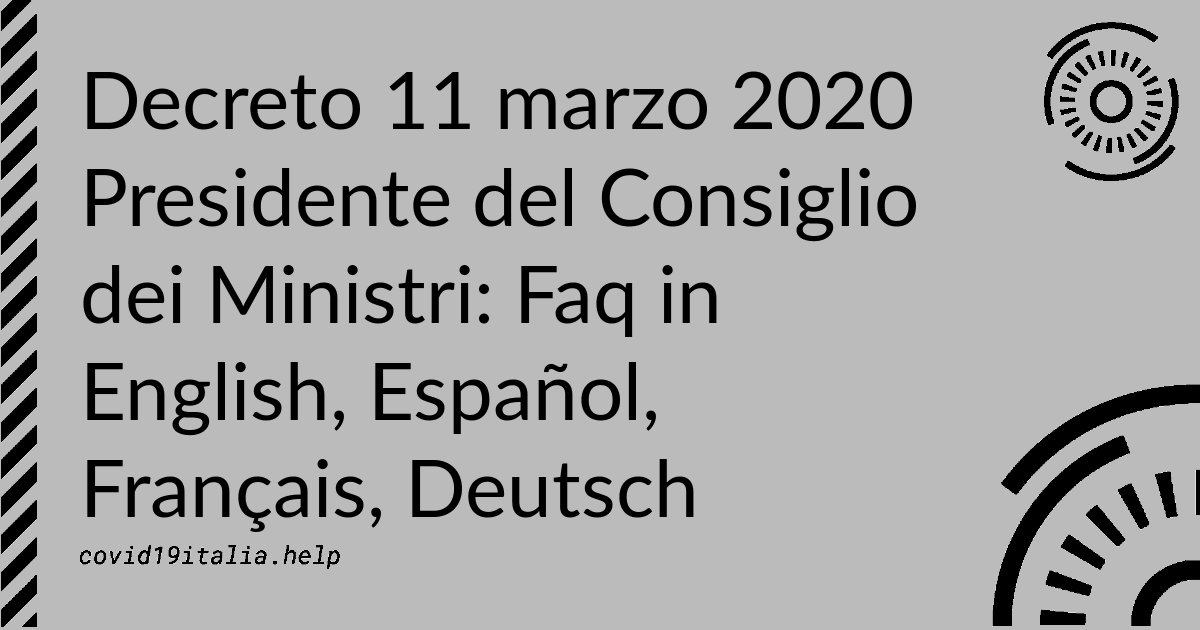 Decreto 11 marzo 2020
Presidente del Consiglio
dei Ministri: Faq in
English, Español,
Français, Deutsch
covid19italia.help